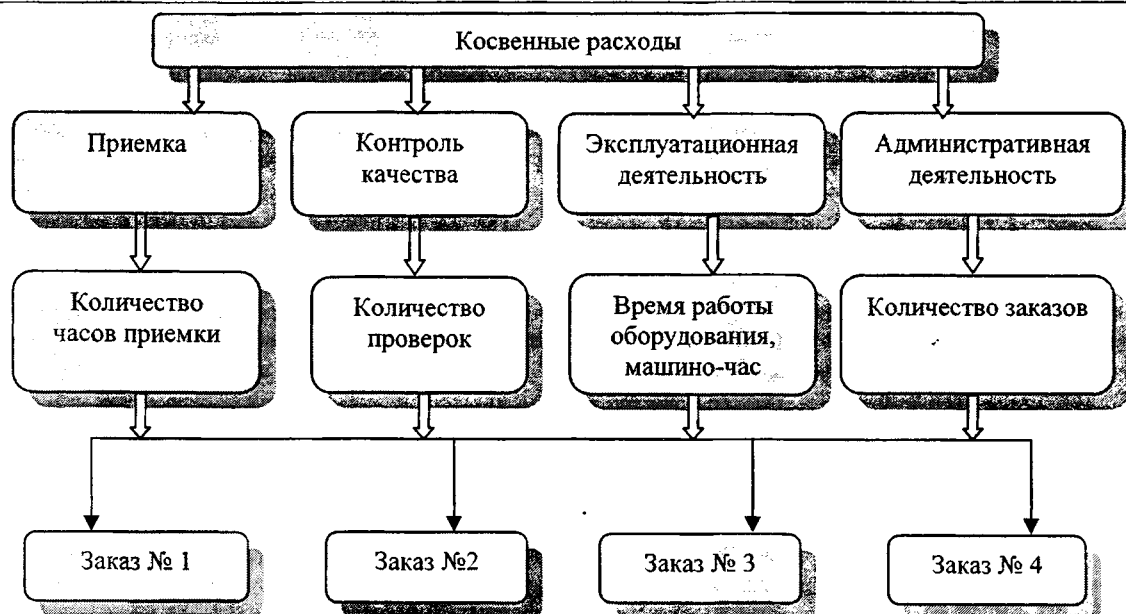 Косвенные расходы
Приемка
Контроль
качества
Эксплуатационная
деятельность
Административная
деятельность
Количество
часов приемки
Количество
проверок
Время работы
оборудования,
машино-час
Количество заказов
Заказ № 1
Заказ №2
Заказ № 3
Заказ № 4